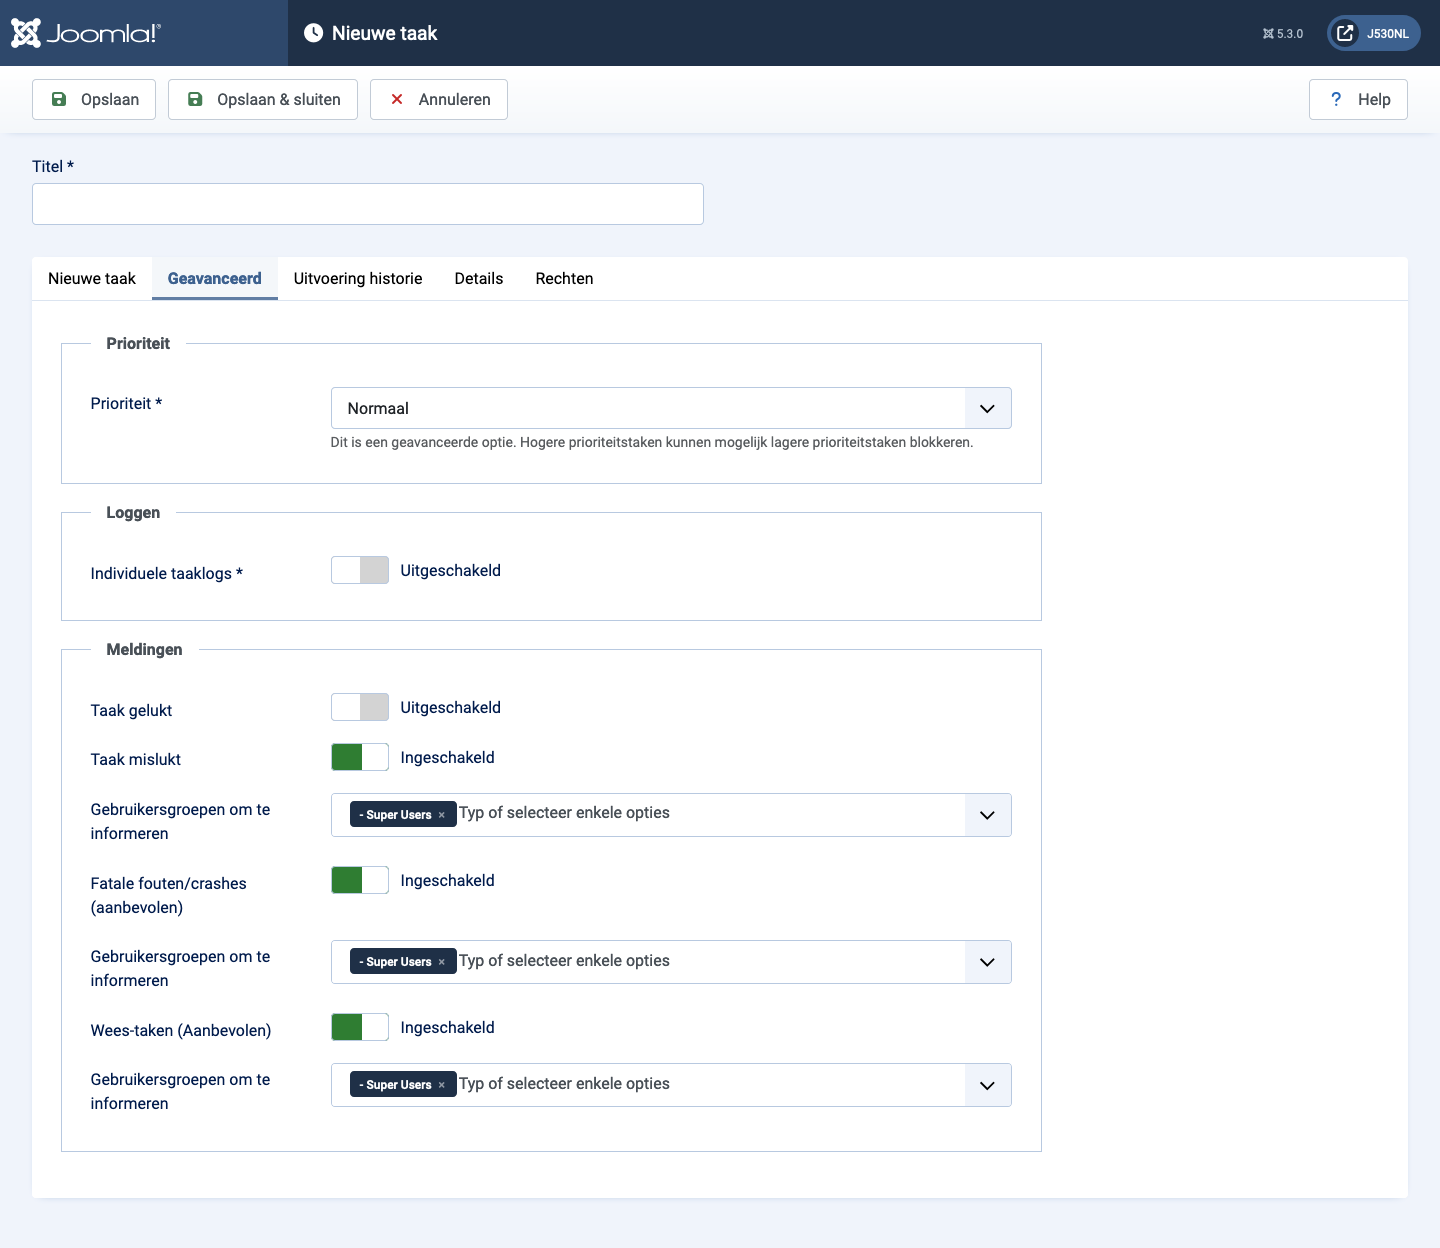 Joomla!®
Nieuwe taak
5.3.0
J530NL
Opslaan
Opslaan & sluiten
Annuleren
? Help
Titel *
Nieuwe taak
Geavanceerd
Uitvoering historie
Details
Rechten
Prioriteit
Prioriteit *
Normaal
Dit is een geavanceerde optie. Hogere prioriteitstaken kunnen mogelijk lagere prioriteitstaken blokkeren.
Loggen
Individuele taaklogs *
Uitgeschakeld
Meldingen
Taak gelukt
Uitgeschakeld
Taak mislukt
Ingeschakeld
Gebruikersgroepen om te
informeren
- Super Users × Typ of selecteer enkele opties
Fatale fouten/crashes
(aanbevolen)
Ingeschakeld
Gebruikersgroepen om te
informeren
- Super Users × Typ of selecteer enkele opties
Wees-taken (Aanbevolen)
Ingeschakeld
Gebruikersgroepen om te
informeren
- Super Users × Typ of selecteer enkele opties